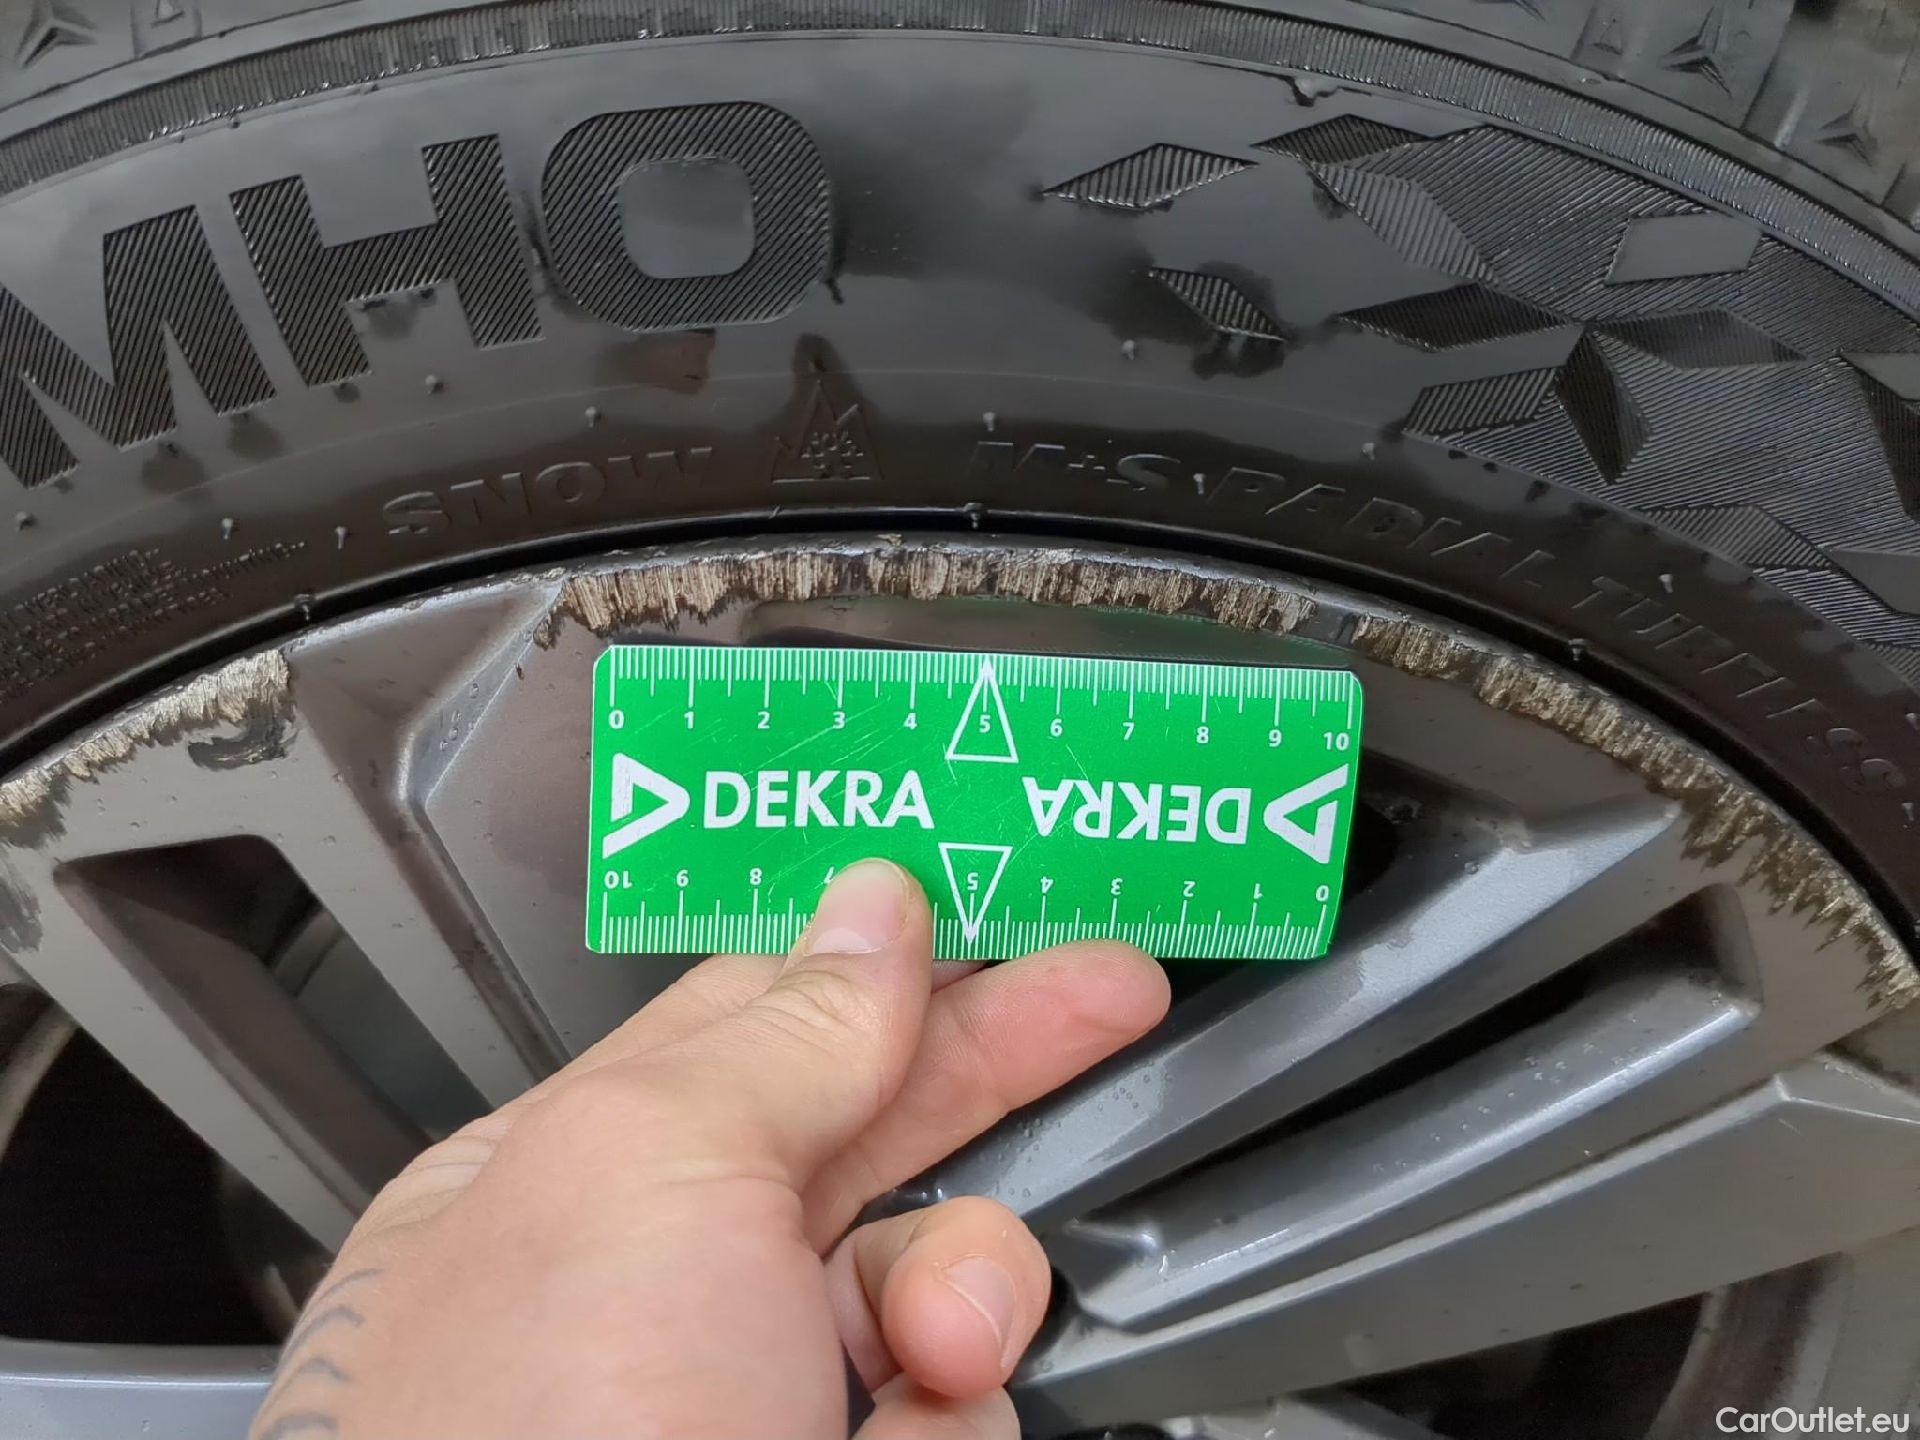 MHO
SNOW M+S RADIAL TUBELESS
0 1 2 3 4 5 6 7 8 9 10
DEKRA DEKRA
10 9 8 7 5 4 3 2 1 0
CarOutlet.eu